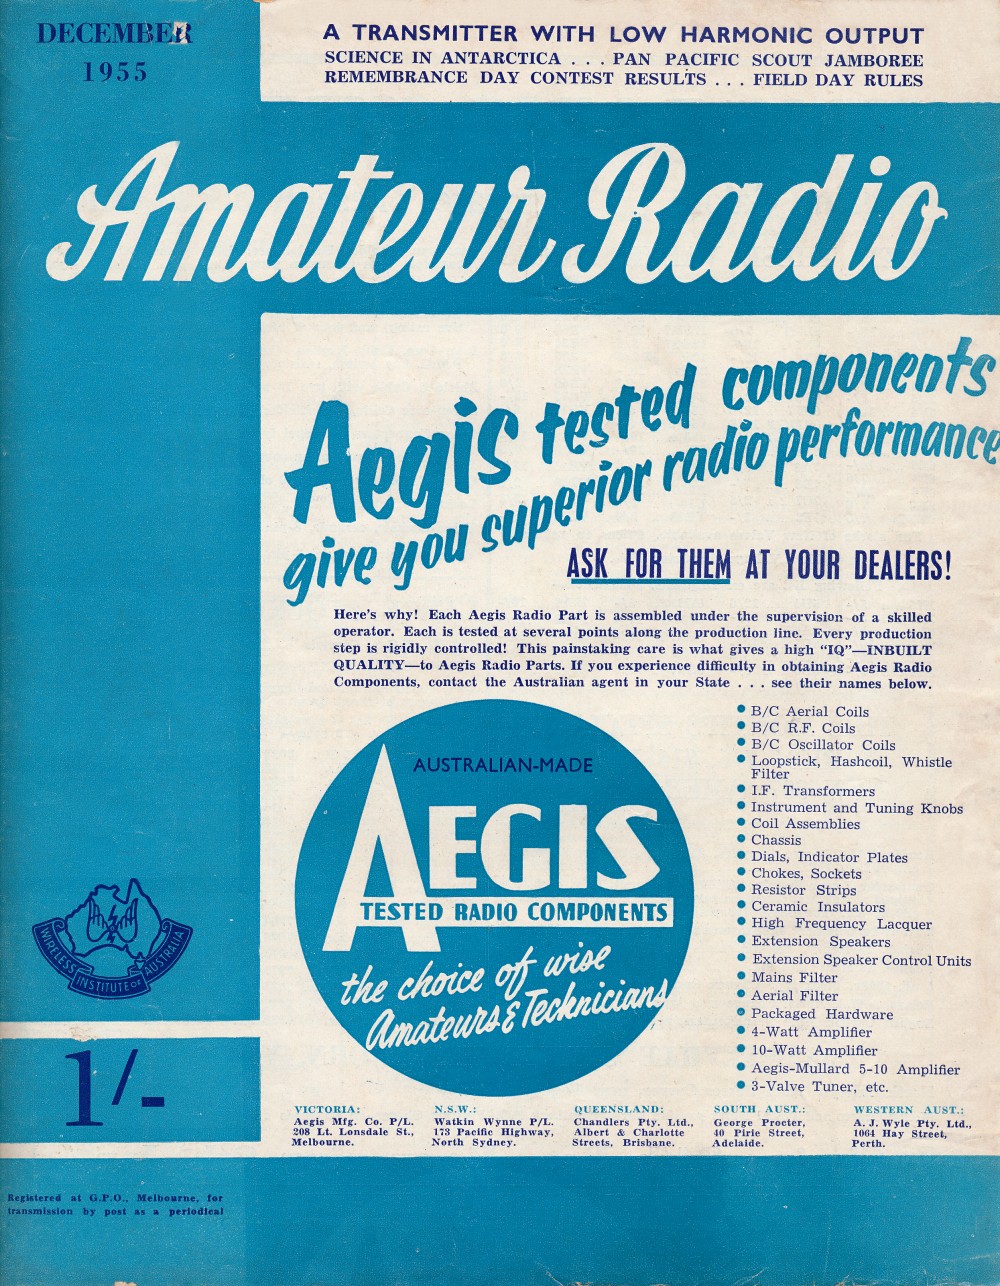 DECEMBER
1955
A TRANSMITTER WITH LOW HARMONIC OUTPUT
SCIENCE IN ANTARCTICA . . . PAN PACIFIC SCOUT JAMBOREE
REMEMBRANCE DAY CONTEST RESULTS . . . FIELD DAY RULES
Amateur Radio
Aegis tested components
give you superior radio performance
ASK FOR THEM AT YOUR DEALERS!
Here's why! Each Aegis Radio Part is assembled under the supervision of a skilled
operator. Each is tested at several points along the production line. Every production
step is rigidly controlled! This painstaking care is what gives a high "IQ"—INBUILT
QUALITY—to Aegis Radio Parts. If you experience difficulty in obtaining Aegis Radio
Components, contact the Australian agent in your State . . . see their names below.
AUSTRALIAN-MADE
AEGIS
TESTED RADIO COMPONENTS
the choice of wise
Amateurs & Technicians
• B/C Aerial Coils
• B/C R.F. Coils
• B/C Oscillator Coils
• Loopstick, Hashcoil, Whistle
Filter
• I.F. Transformers
• Instrument and Tuning Knobs
• Coil Assemblies
• Chassis
• Dials, Indicator Plates
• Chokes, Sockets
• Resistor Strips
• Ceramic Insulators
• High Frequency Lacquer
• Extension Speakers
• Extension Speaker Control Units
• Mains Filter
• Aerial Filter
• Packaged Hardware
• 4-Watt Amplifier
• 10-Watt Amplifier
• Aegis-Mullard 5-10 Amplifier
• 3-Valve Tuner, etc.
VICTORIA:
Aegis Mfg. Co. P/L.
208 Lt. Lonsdale St.,
Melbourne.
N.S.W.:
Watkin Wynne P/L.
173 Pacific Highway,
North Sydney.
QUEENSLAND:
Chandlers Pty. Ltd.,
Albert & Charlotte
Streets, Brisbane.
SOUTH AUST.:
George Procter,
40 Pirie Street,
Adelaide.
WESTERN AUST.:
A. J. Wyle Pty. Ltd.,
1064 Hay Street,
Perth.
WIRELESS INSTITUTE OF AUSTRALIA
1/-
Registered at G.P.O., Melbourne, for
transmission by post as a periodical